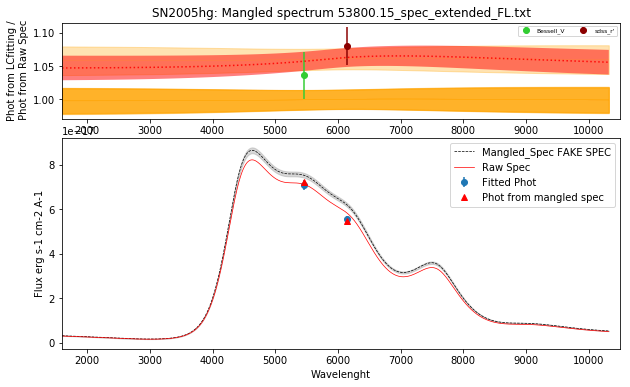 SN2005hg: Mangled spectrum 53800.15_spec_extended_FL.txt
Phot from LCfitting /
Phot from Raw Spec
1.10
1.05
1.00
Bessell_V
sdss_r'
2000 3000 4000 5000 6000 7000 8000 9000 10000
Flux erg s-1 cm-2 A-1
8
6
4
2
0
Mangled_Spec FAKE SPEC
Raw Spec
Fitted Phot
Phot from mangled spec
2000 3000 4000 5000 6000 7000 8000 9000 10000
Wavelenght